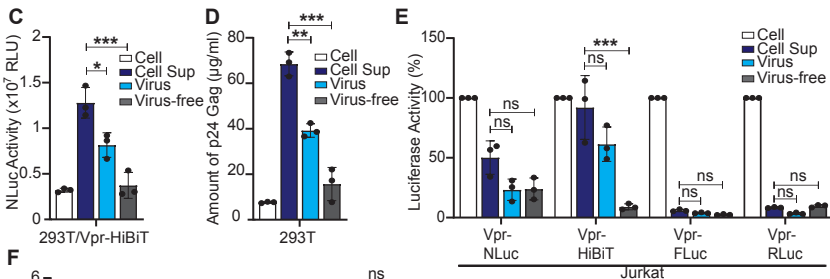 C
NLuc Activity (x10⁷ RLU)
2
1.5
1
0.5
0
***
*
Cell
Cell Sup
Virus
Virus-free
293T/Vpr-HiBiT
D
Amount of p24 Gag (µg/ml)
80
60
40
20
0
***
**
Cell
Cell Sup
Virus
Virus-free
293T
E
Luciferase Activity (%)
150
100
50
0
ns
ns
***
ns
ns
ns
ns
ns
Cell
Cell Sup
Virus
Virus-free
Vpr-
NLuc
Vpr-
HiBiT
Vpr-
FLuc
Vpr-
RLuc
Jurkat
F
6
ns